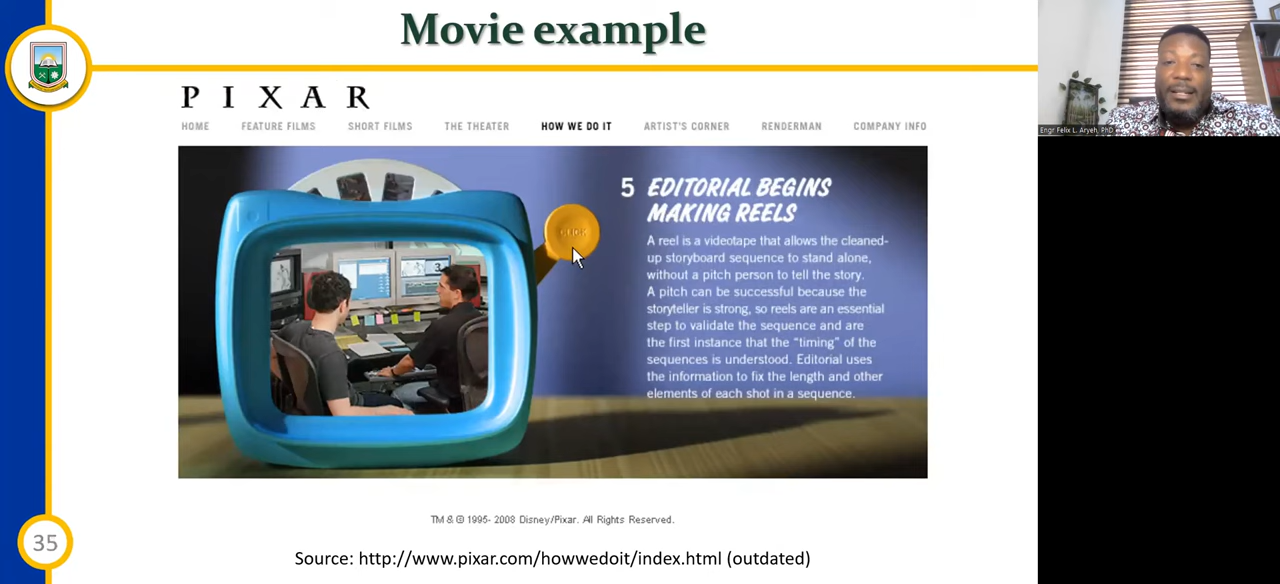 Movie example
PIXAR
HOME FEATURE FILMS SHORT FILMS THE THEATER HOW WE DO IT ARTIST'S CORNER RENDERMAN COMPANY INFO
5 EDITORIAL BEGINS
MAKING REELS
A reel is a videotape that allows the cleaned-
up storyboard sequence to stand alone,
without a pitch person to tell the story.
A pitch can be successful because the
storyteller is strong, so reels are an essential
step to validate the sequence and are
the first instance that the “timing” of the
sequences is understood. Editorial uses
the information to fix the length and other
elements of each shot in a sequence.
CLICK
Engr Felix L. Aryeh, PhD
TM & © 1995- 2008 Disney/Pixar. All Rights Reserved.
35
Source: http://www.pixar.com/howwedoit/index.html (outdated)